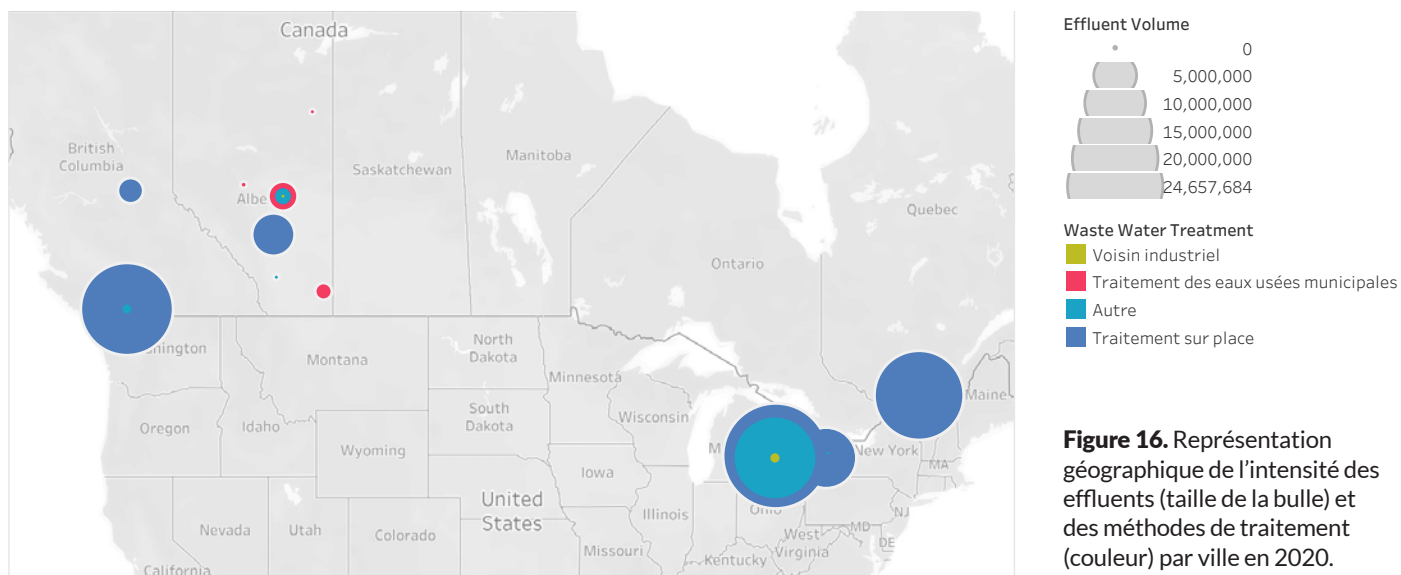 Canada
British
Columbia
Albe
Saskatchewan
Manitoba
Ontario
Quebec
hington
Montana
North
Dakota
Minnesota
Maine
Oregon
Idaho
South
Dakota
Wisconsin
M
New York
MA
Wyoming
Iowa
United
States
Illinois
Ohio
NJ
Nevada
Utah
Colorado
Missouri
Kentucky
West
Virginia
MD
DE
California
Effluent Volume
0
5,000,000
10,000,000
15,000,000
20,000,000
24,657,684
Waste Water Treatment
Voisin industriel
Traitement des eaux usées municipales
Autre
Traitement sur place
Figure 16. Représentation
géographique de l’intensité des
effluents (taille de la bulle) et
des méthodes de traitement
(couleur) par ville en 2020.